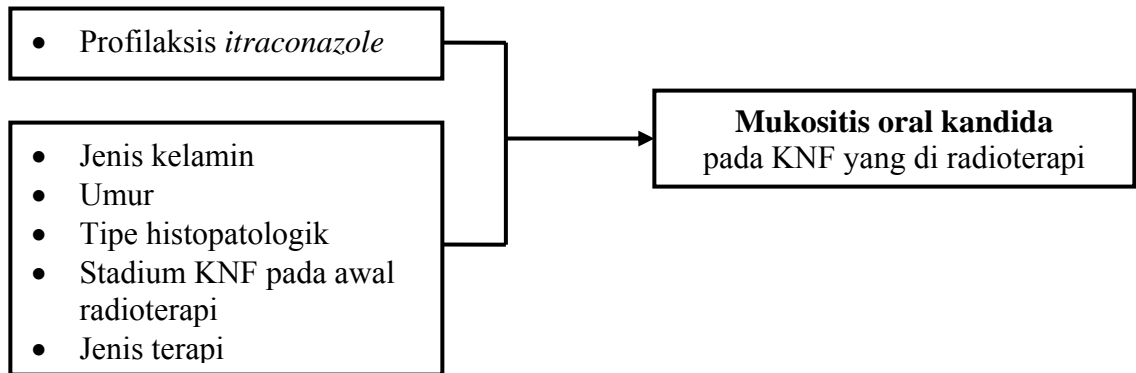 • Profilaksis itraconazole
• Jenis kelamin
• Umur
• Tipe histopatologik
• Stadium KNF pada awal
radioterapi
• Jenis terapi
Mukositis oral kandida
pada KNF yang di radioterapi